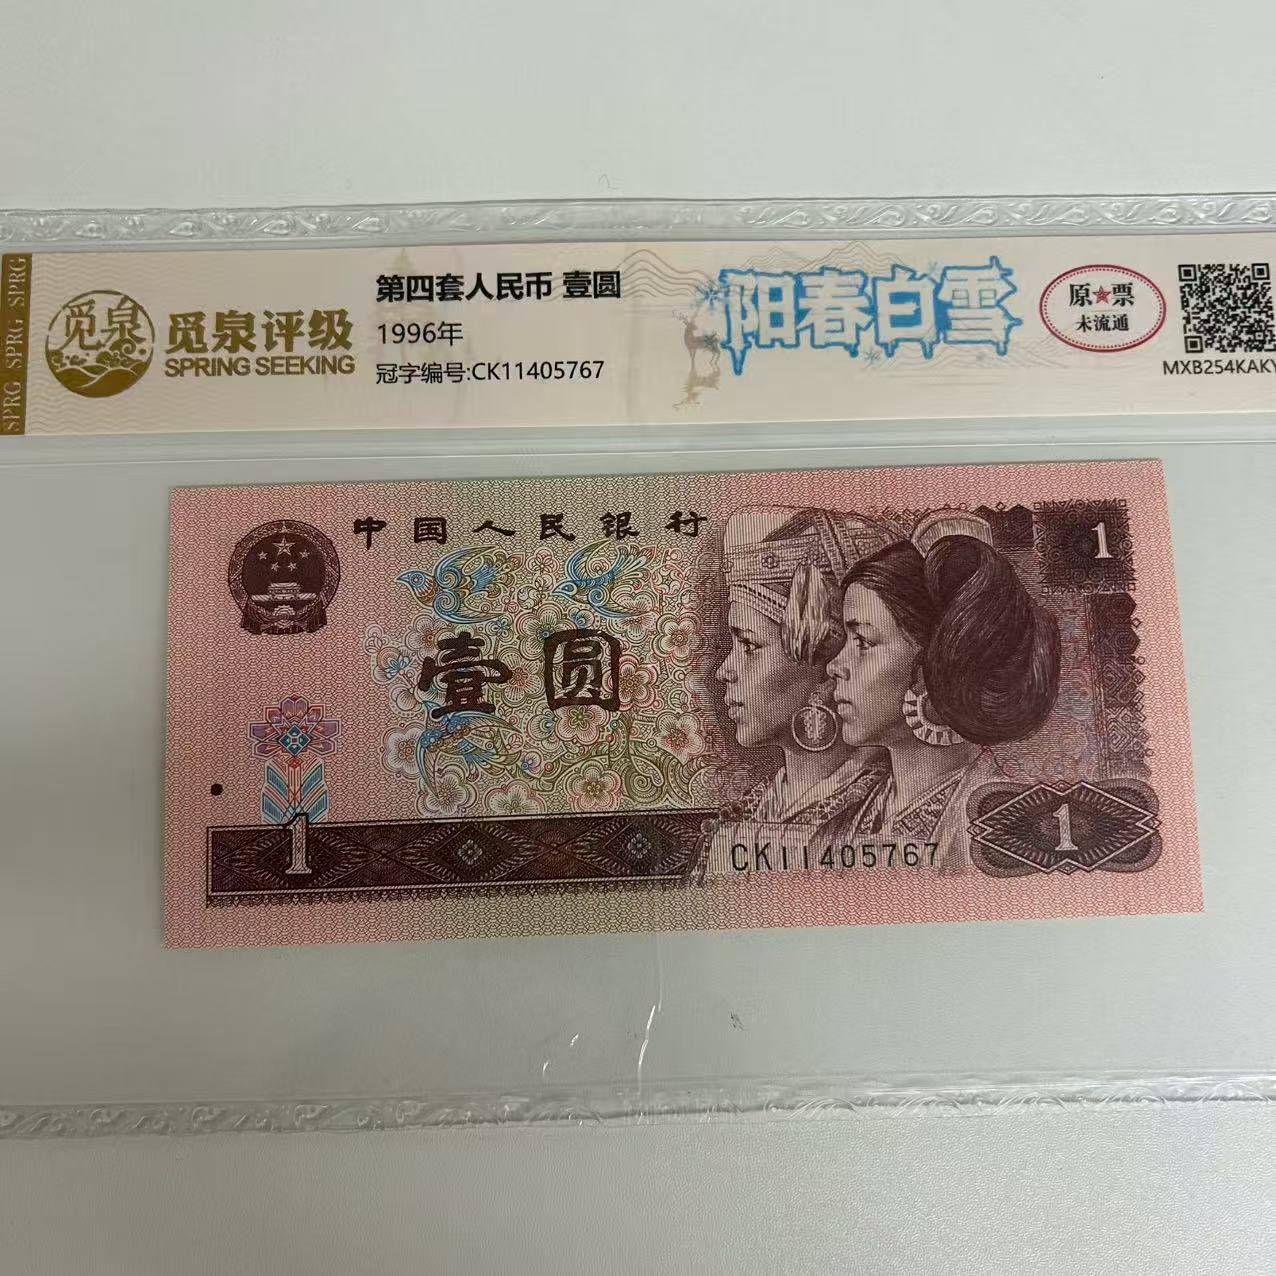 SPRG SPRG SPRG
觅泉
觅泉评级
SPRING SEEKING
第四套人民币 壹圆
1996年
冠字编号:CK11405767
阳春白雪
原★票
未流通
MXB254KAKY
中国人民银行
1
壹圆
1
CK11405767
1